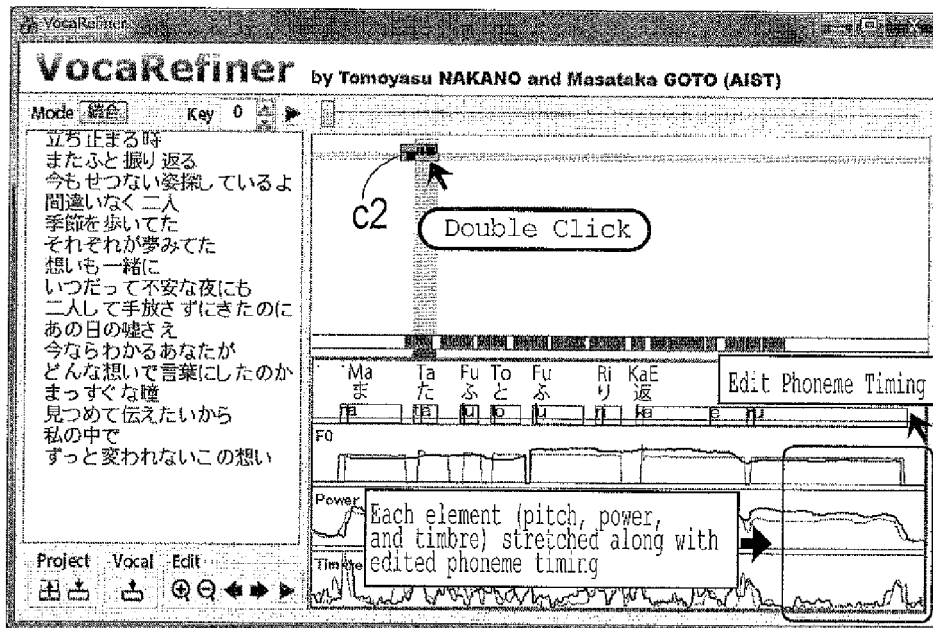 VocaRefiner
VocaRefiner by Tomoyasu NAKANO and Masataka GOTO (AIST)
Mode 統合 Key 0
立ち止まる時
またふと振り返る
今もせつない姿探しているよ
間違いなく二人
季節を歩いてた
それぞれが夢みてた
想いも一緒に
いつだって不安な夜にも
二人して手放さずにきたのに
あの日の嘘さえ
今ならわかるあなたが
どんな想いで言葉にしたのか
まっすぐな瞳
見つめて伝えたいから
私の中で
ずっと変われないこの想い
Project Vocal Edit
c2
Double Click
Ma Ta Fu To Fu Ri KaE
ま た ふ と ふ り 返
Edit Phoneme Timing
F0
Power
Each element (pitch, power,
and timbre) stretched along with
edited phoneme timing